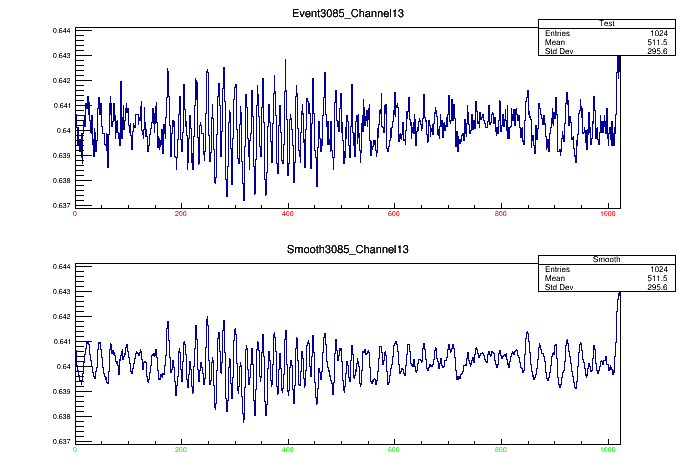 Event3085_Channel13
Test
Entries 1024
Mean 511.5
Std Dev 295.6
0.644
0.643
0.642
0.641
0.64
0.639
0.638
0.637
0 200 400 600 800 1000
Smooth3085_Channel13
Smooth
Entries 1024
Mean 511.5
Std Dev 295.6
0.644
0.643
0.642
0.641
0.64
0.639
0.638
0.637
0 200 400 600 800 1000